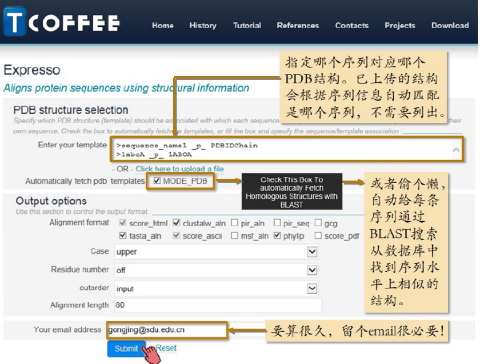 TCOFFEE
Home History Tutorial References Contacts Projects Download
Expresso
Aligns protein sequences using structural information
指定哪个序列对应哪个
PDB结构。已上传的结构
会根据序列信息自动匹配
是哪个序列，不需要列出。
PDB structure selection
Specify which PDB structure (template) should be associated with which each sequence
their
own sequence. Check the box to automatically fetch templates, or fill the box and specify the sequence/template association
Enter your template
>sequence_name1 _p_ PDBIDChain
>1aboA _p_ 1ABOA
- OR - Click here to upload a file
Automatically fetch pdb templates MODE_PDB
Check This Box To
automatically Fetch
Homologous Structures with
BLAST
或者偷个懒，
自动给每条
序列通过
BLAST搜索
从数据库中
找到序列水
平上相似的
结构。
Output options
Use this section to control the output format.
Alignment format score_html clustalw_aln pir_aln pir_seq gcg
fasta_aln score_ascii msf_aln phylip score_pdf
Case upper
Residue number off
outorder input
Alignment length 80
Your email address gongjing@sdu.edu.cn
要算很久，留个email很必要！
Submit Reset